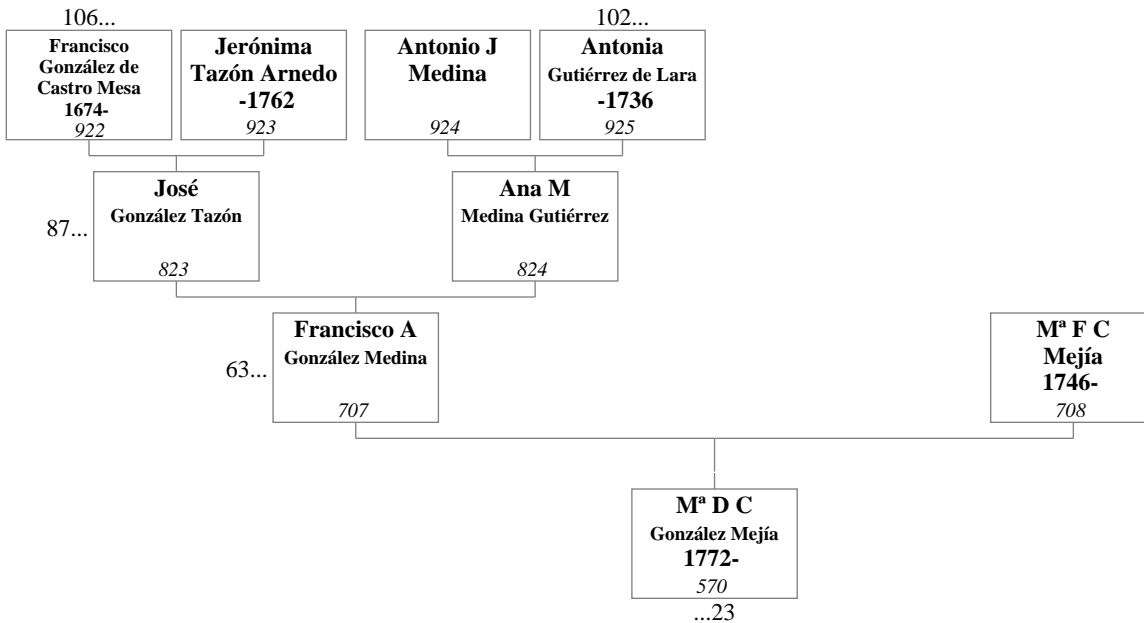 106...
102...
Francisco
González de
Castro Mesa
1674-
922
Jerónima
Tazón Arnedo
-1762
923
Antonio J
Medina
924
Antonia
Gutiérrez de Lara
-1736
925
87...
José
González Tazón
823
Ana M
Medina Gutiérrez
824
63...
Francisco A
González Medina
707
Mª F C
Mejía
1746-
708
Mª D C
González Mejía
1772-
570
...23